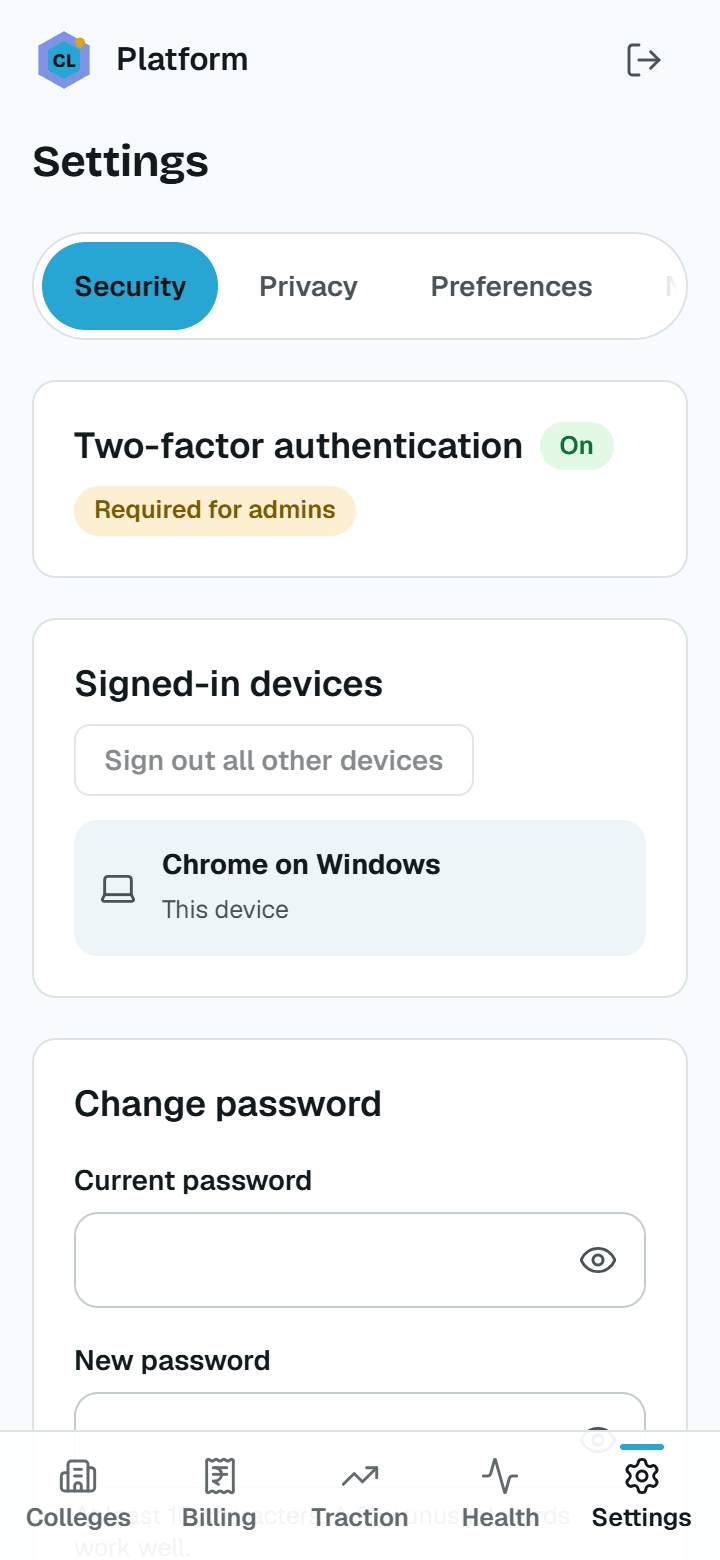 CL Platform
Settings
Security Privacy Preferences
Two-factor authentication On
Required for admins
Signed-in devices
Sign out all other devices
Chrome on Windows
This device
Change password
Current password
New password
Colleges Billing Traction Health Settings
work well.